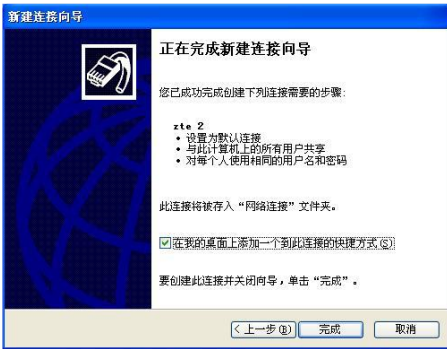 新建连接向导
正在完成新建连接向导
您已成功完成创建下列连接需要的步骤:
zte 2
• 设置为默认连接
• 与此计算机上的所有用户共享
• 对每个人使用相同的用户名和密码
此连接将被存入“网络连接”文件夹。
在我的桌面上添加一个到此连接的快捷方式(S)
要创建此连接并关闭向导，单击“完成”。
<上一步(B) 完成 取消